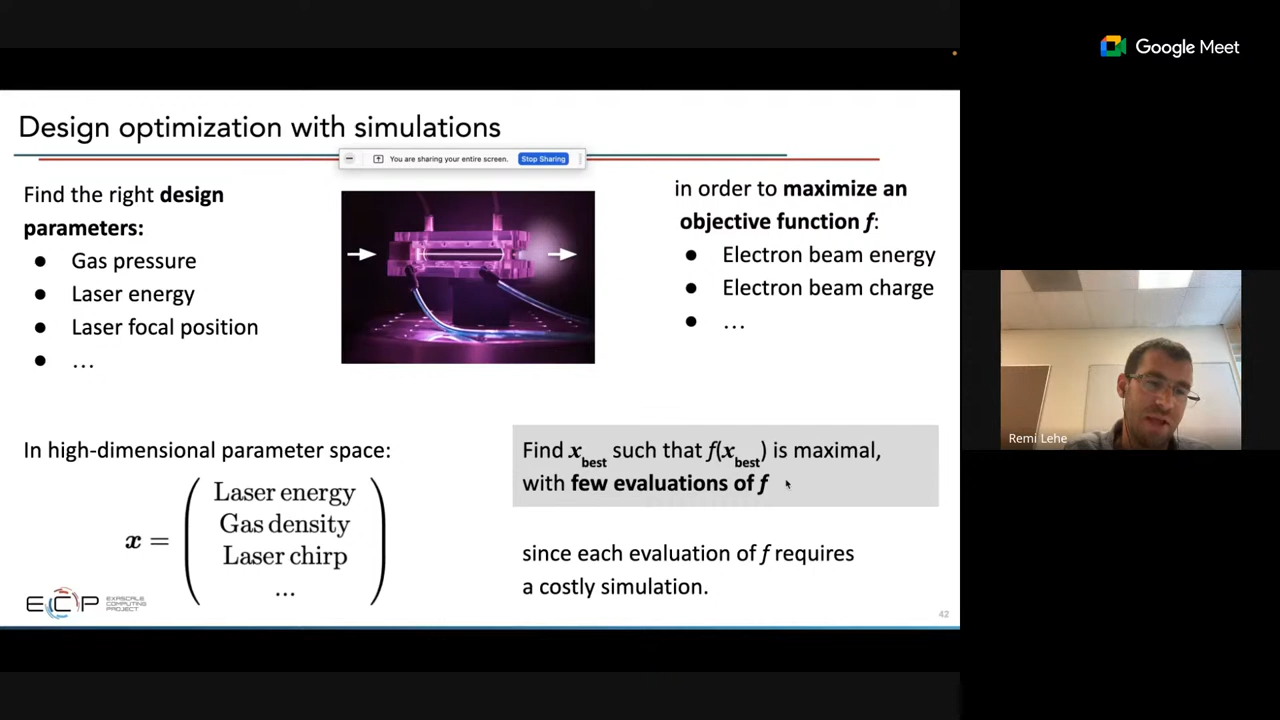 Google Meet
Design optimization with simulations
You are sharing your entire screen. Stop Sharing
Find the right design
parameters:
● Gas pressure
● Laser energy
● Laser focal position
● …
in order to maximize an
objective function f:
● Electron beam energy
● Electron beam charge
● …
In high-dimensional parameter space:
x =
Laser energy
Gas density
Laser chirp
...
Find xbest such that f(xbest) is maximal,
with few evaluations of f
since each evaluation of f requires
a costly simulation.
ECP EXASCALE COMPUTING PROJECT
42
Remi Lehe